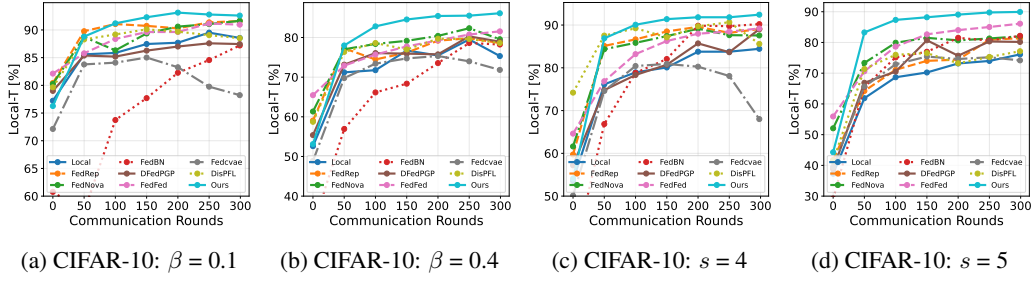 Local-T [%]
95
90
85
80
75
70
65
60
0 50 100 150 200 250 300
Communication Rounds
Local
FedRep
FedNova
FedBN
DFedPGP
FedFed
Fedcvae
DisPFL
Ours
(a) CIFAR-10: β = 0.1
Local-T [%]
80
70
60
50
40
0 50 100 150 200 250 300
Communication Rounds
Local
FedRep
FedNova
FedBN
DFedPGP
FedFed
Fedcvae
DisPFL
Ours
(b) CIFAR-10: β = 0.4
Local-T [%]
90
80
70
60
50
0 50 100 150 200 250 300
Communication Rounds
Local
FedRep
FedNova
FedBN
DFedPGP
FedFed
Fedcvae
DisPFL
Ours
(c) CIFAR-10: s = 4
Local-T [%]
90
80
70
60
50
40
30
0 50 100 150 200 250 300
Communication Rounds
Local
FedRep
FedNova
FedBN
DFedPGP
FedFed
Fedcvae
DisPFL
Ours
(d) CIFAR-10: s = 5